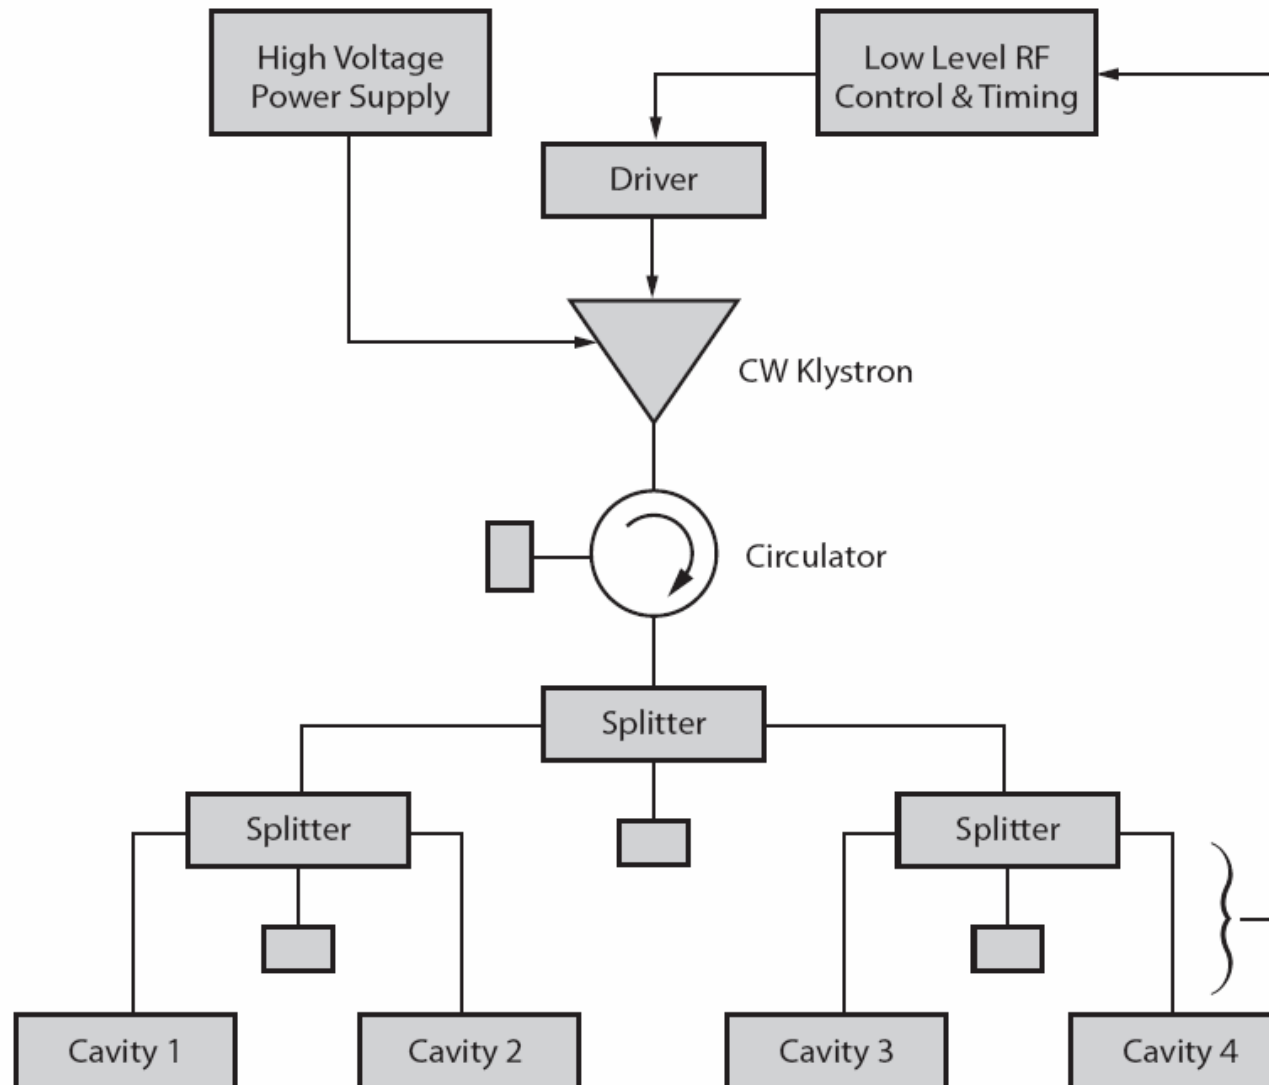 High Voltage
Power Supply
Low Level RF
Control & Timing
Driver
CW Klystron
Circulator
Splitter
Splitter
Splitter
Cavity 1
Cavity 2
Cavity 3
Cavity 4